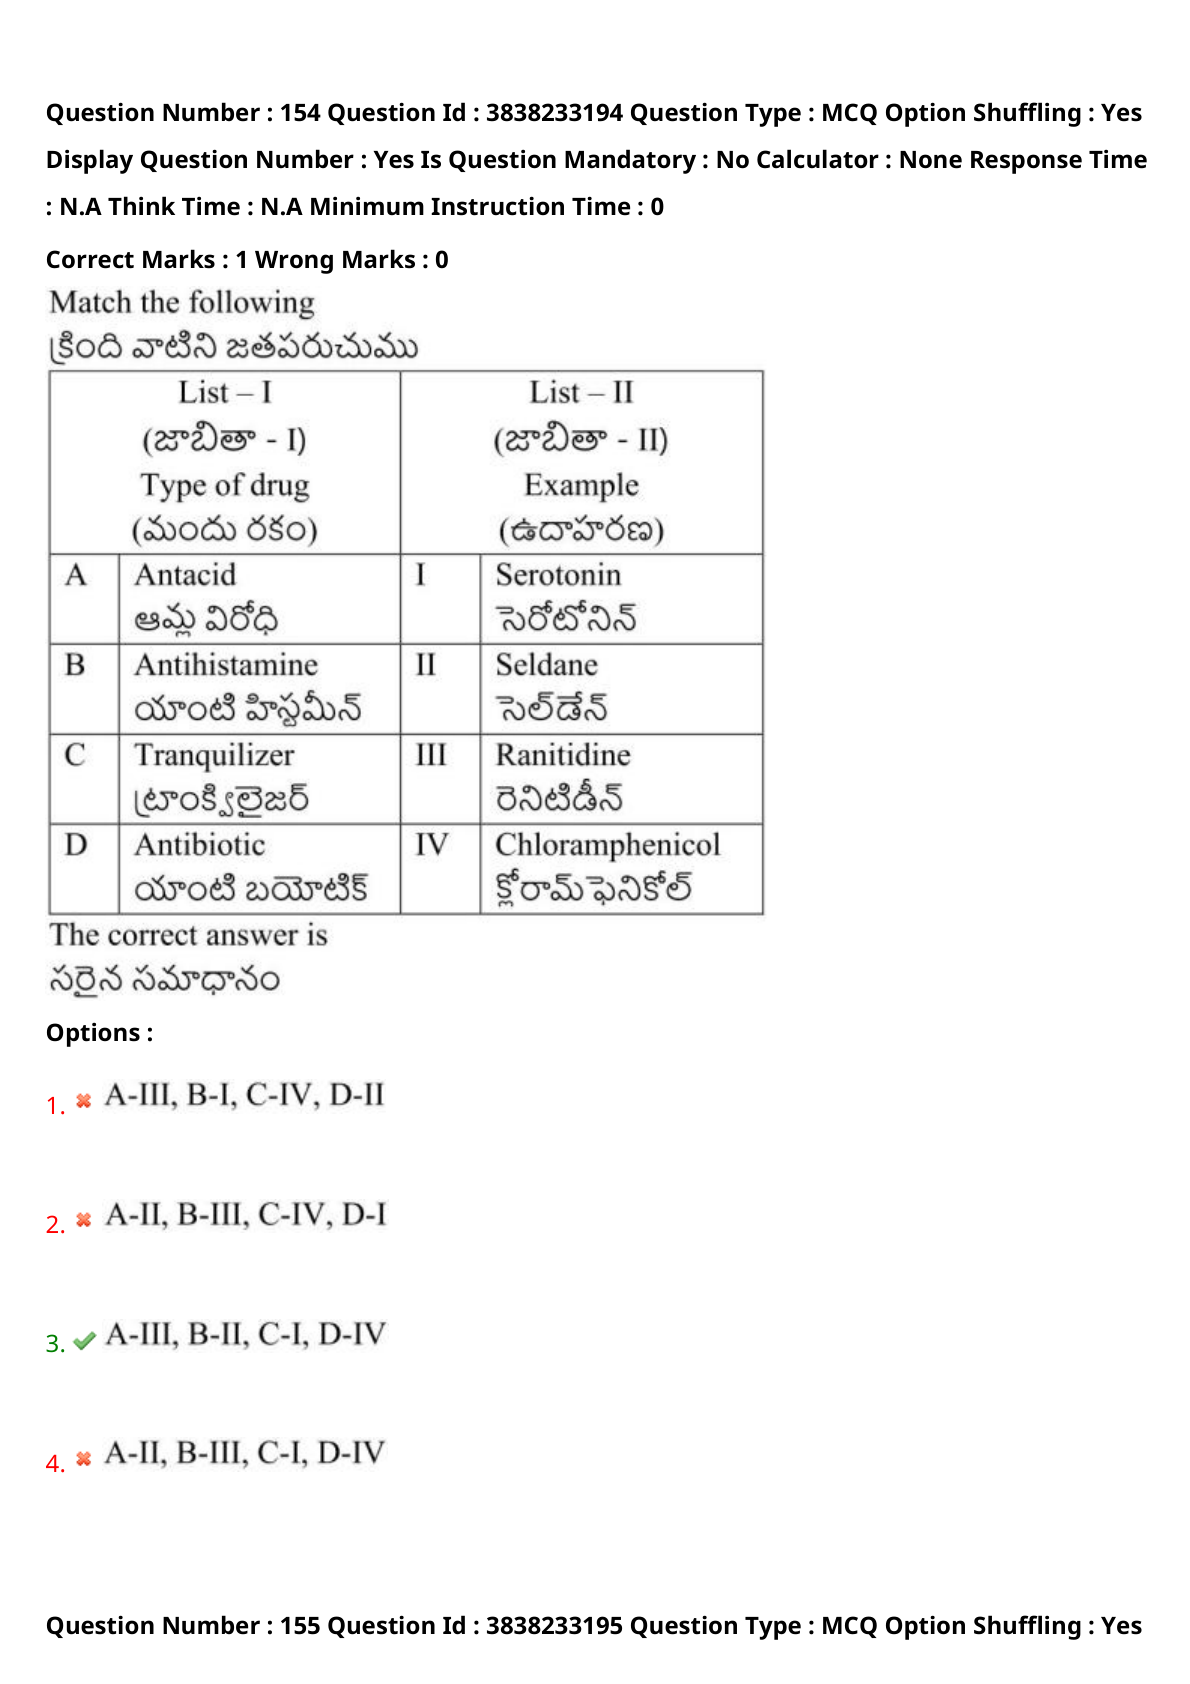 Question Number : 154 Question Id : 3838233194 Question Type : MCQ Option Shuffling : Yes
Display Question Number : Yes Is Question Mandatory : No Calculator : None Response Time
: N.A Think Time : N.A Minimum Instruction Time : 0
Correct Marks : 1 Wrong Marks : 0
Match the following
క్రింది వాటిని జతపరుచుము
List – I
(జాబితా - I)
Type of drug
(మందు రకం)
List – II
(జాబితా - II)
Example
(ఉదాహరణ)
A Antacid I Serotonin
ఆమ్ల విరోధి సెరోటోనిన్
B Antihistamine II Seldane
యాంటి హిస్టమీన్ సెల్‌డేన్
C Tranquilizer III Ranitidine
ట్రాంక్విలైజర్ రెనిటిడీన్
D Antibiotic IV Chloramphenicol
యాంటి బయోటిక్ క్లోరామ్‌ఫెనికోల్
The correct answer is
సరైన సమాధానం
Options :
1. A-III, B-I, C-IV, D-II
2. A-II, B-III, C-IV, D-I
3. A-III, B-II, C-I, D-IV
4. A-II, B-III, C-I, D-IV
Question Number : 155 Question Id : 3838233195 Question Type : MCQ Option Shuffling : Yes